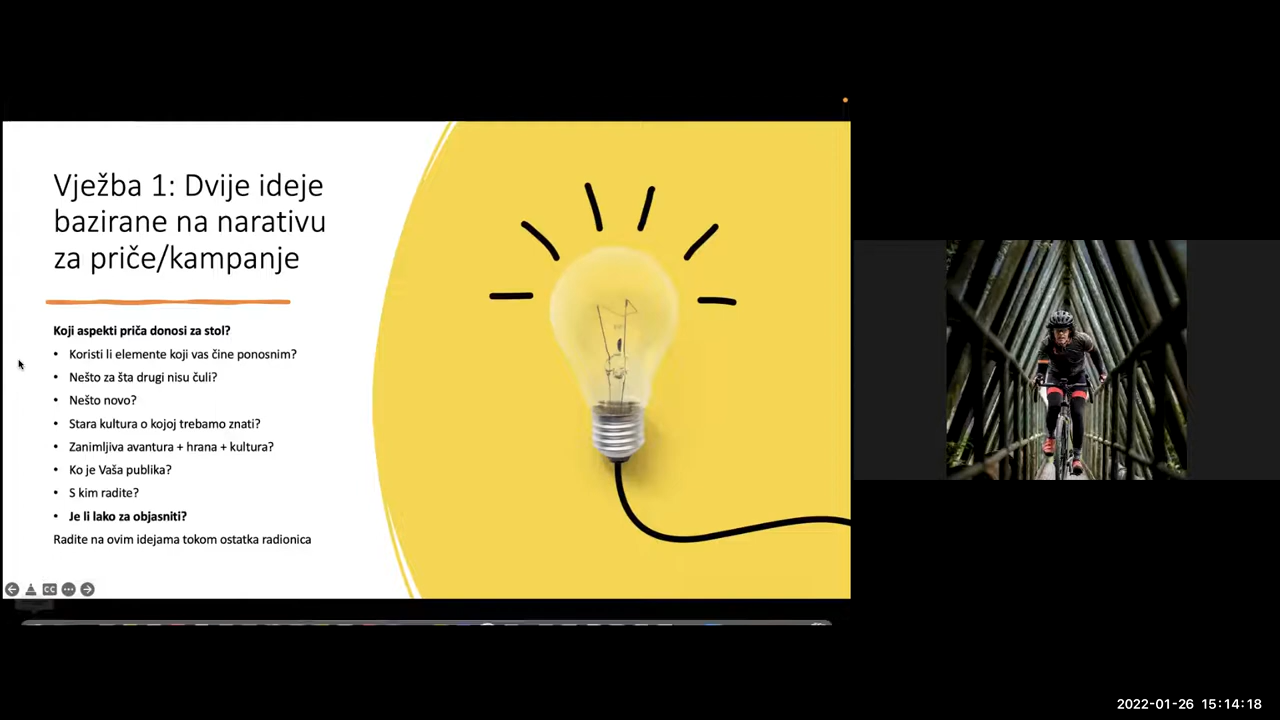 Vježba 1: Dvije ideje
bazirane na narativu
za priče/kampanje
Koji aspekti priča donosi za stol?
• Koristi li elemente koji vas čine ponosnim?
• Nešto za šta drugi nisu čuli?
• Nešto novo?
• Stara kultura o kojoj trebamo znati?
• Zanimljiva avantura + hrana + kultura?
• Ko je Vaša publika?
• S kim radite?
• Je li lako za objasniti?
Radite na ovim idejama tokom ostatka radionica
CC
2022-01-26 15:14:18